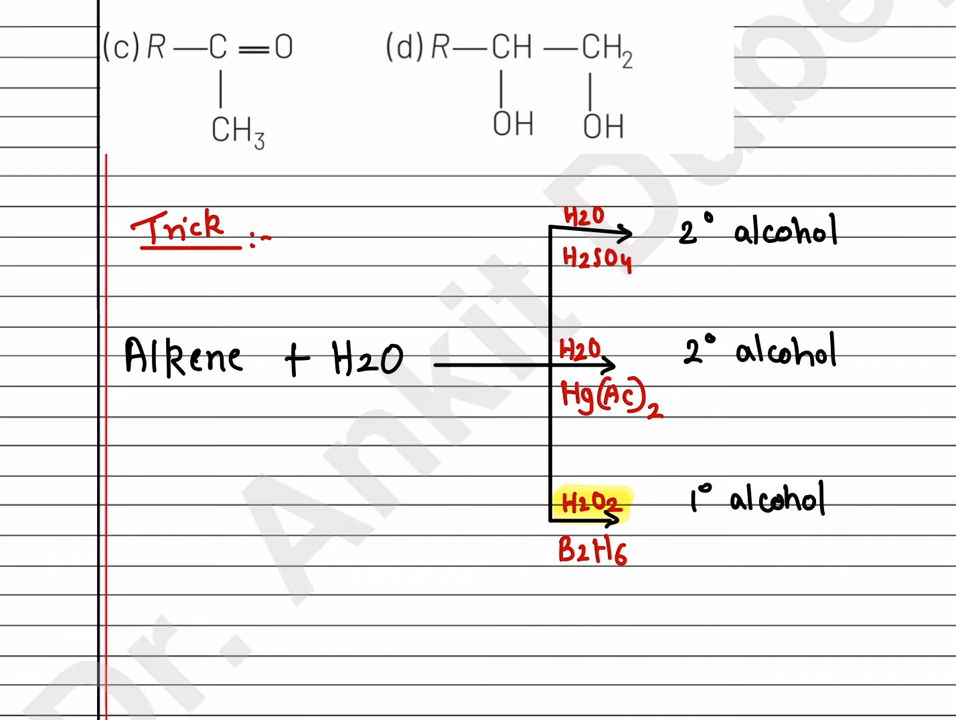 (c) R—C=O (d) R—CH—CH2
CH3 OH OH
Trick :-
H2O 2° alcohol
H2SO4
Alkene + H2O H2O 2° alcohol
Hg(Ac)2
H2O2 1° alcohol
B2H6
Dr. Ankit Dubey